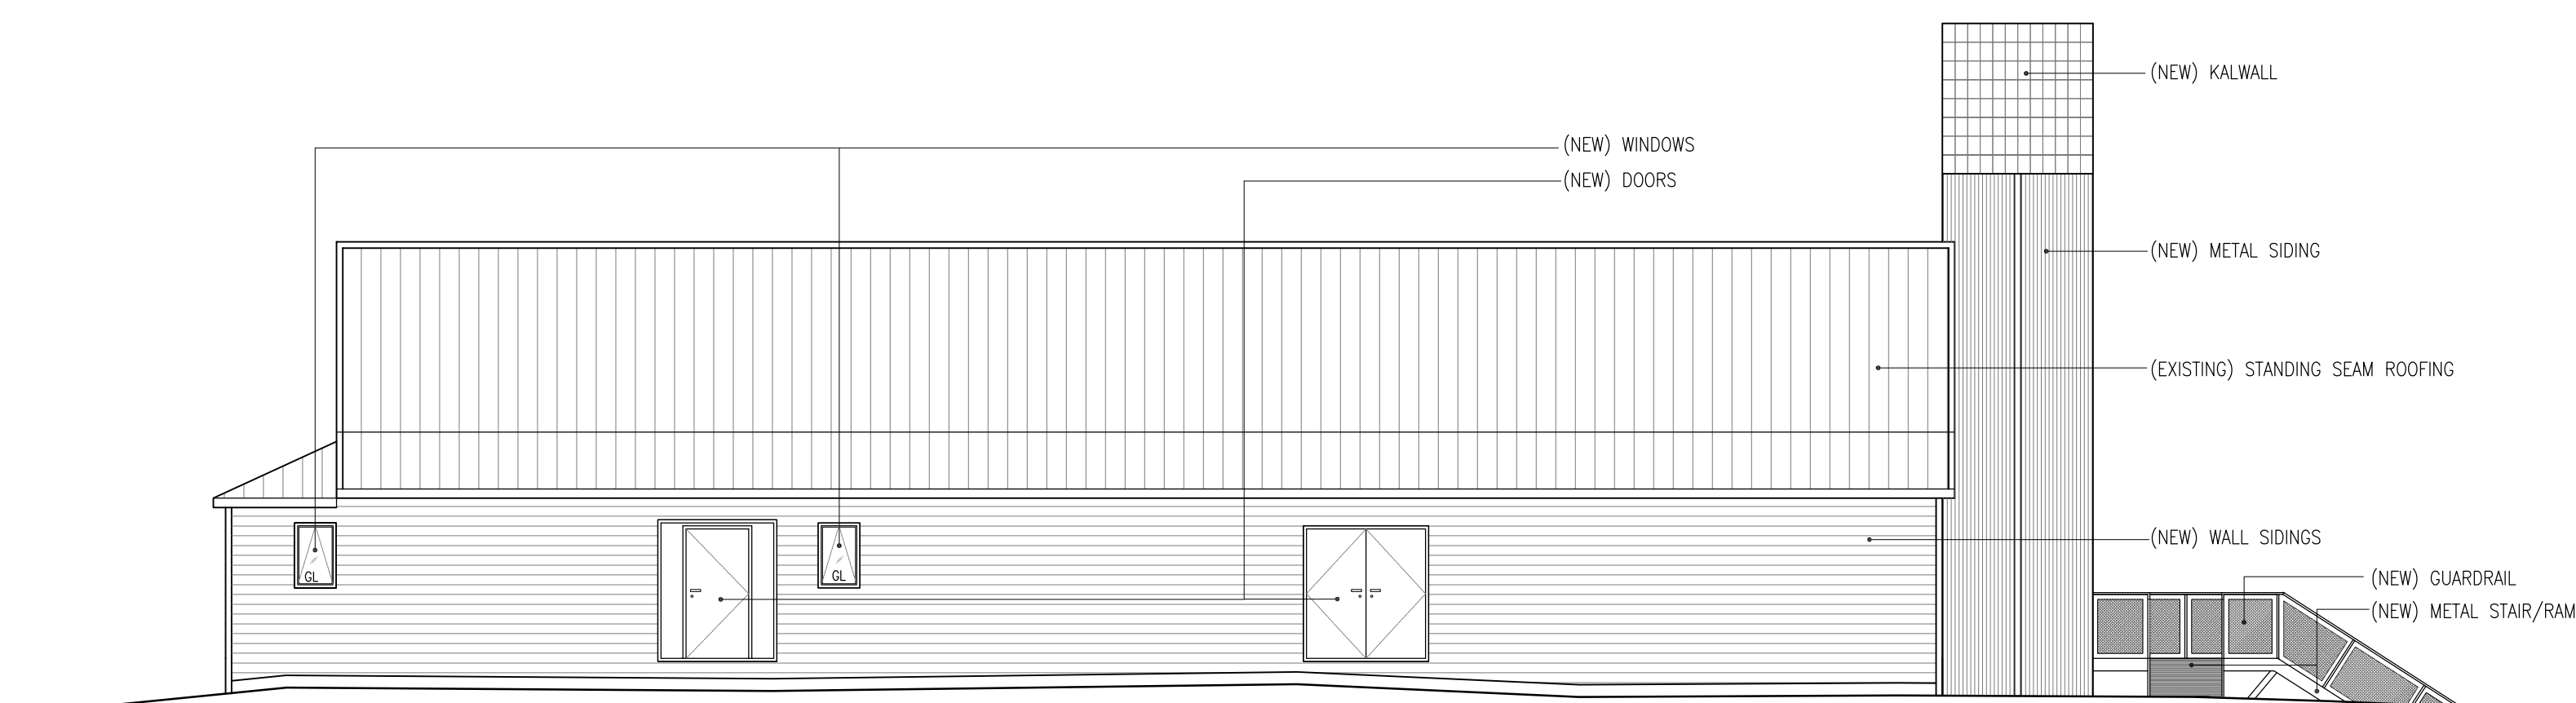 (NEW) KALWALL
(NEW) WINDOWS
(NEW) DOORS
(NEW) METAL SIDING
(EXISTING) STANDING SEAM ROOFING
(NEW) WALL SIDINGS
GL
GL
(NEW) GUARDRAIL
(NEW) METAL STAIR/RAM